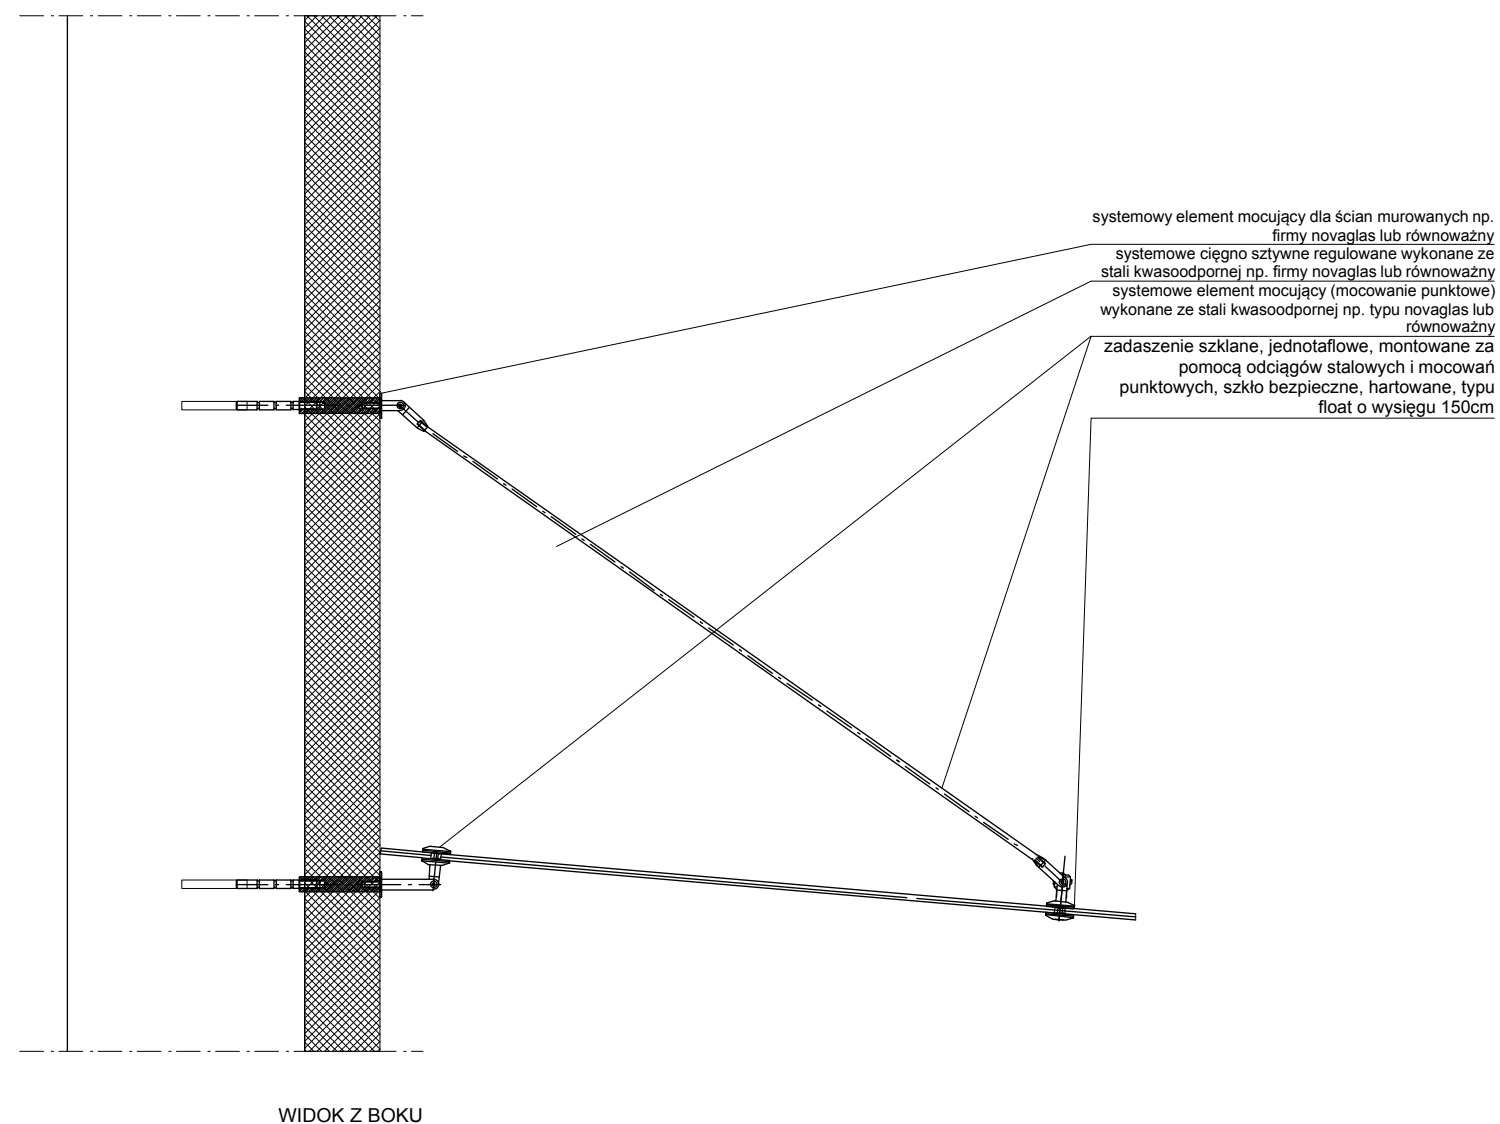 systemowy element mocujący dla ścian murowanych np.
firmy novaglas lub równoważny
systemowe cięgno sztywne regulowane wykonane ze
stali kwasoodpornej np. firmy novaglas lub równoważny
systemowe element mocujący (mocowanie punktowe)
wykonane ze stali kwasoodpornej np. typu novaglas lub
równoważny
zadaszenie szklane, jednotaflowe, montowane za
pomocą odciągów stalowych i mocowań
punktowych, szkło bezpieczne, hartowane, typu
float o wysięgu 150cm
WIDOK Z BOKU